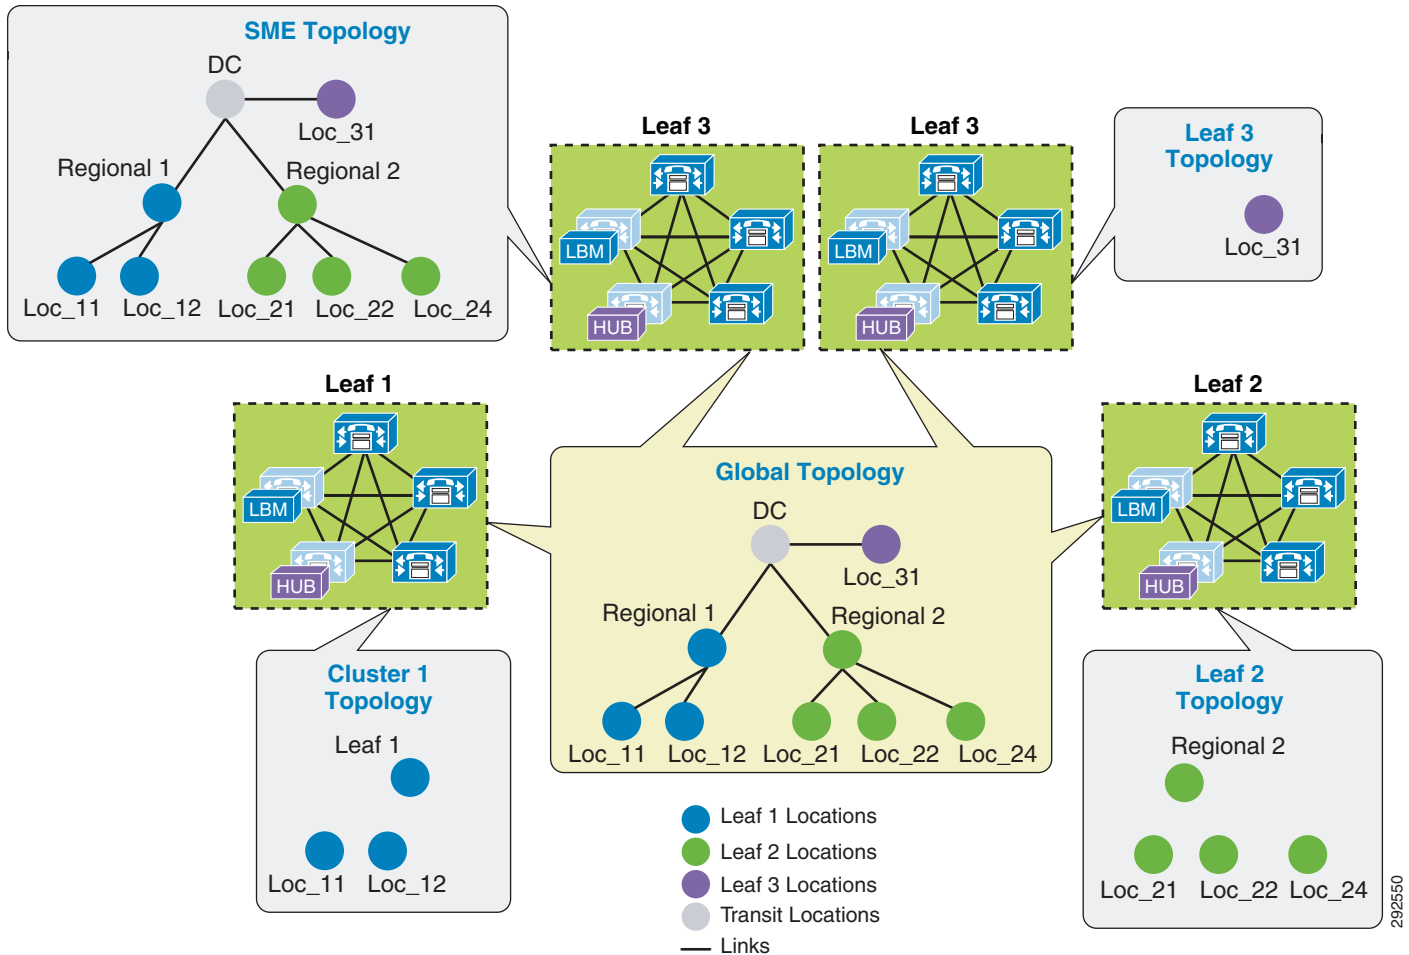 SME Topology
DC
Loc_31
Regional 1
Regional 2
Loc_11
Loc_12
Loc_21
Loc_22
Loc_24
Leaf 3
LBM
HUB
Leaf 3
LBM
HUB
Leaf 3
Topology
Loc_31
Leaf 1
LBM
HUB
Cluster 1
Topology
Leaf 1
Loc_11
Loc_12
Global Topology
DC
Loc_31
Regional 1
Regional 2
Loc_11
Loc_12
Loc_21
Loc_22
Loc_24
Leaf 2
LBM
HUB
Leaf 2
Topology
Regional 2
Loc_21
Loc_22
Loc_24
Leaf 1 Locations
Leaf 2 Locations
Leaf 3 Locations
Transit Locations
Links
292550